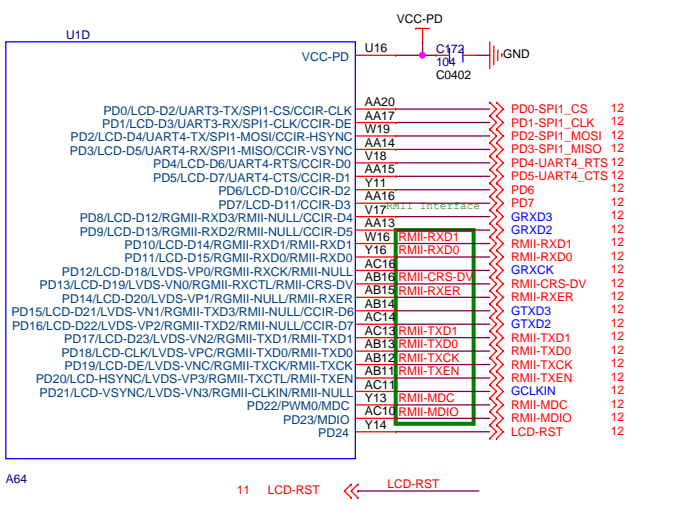 VCC-PD
U1D
VCC-PD U16 C172 GND
104
C0402
PD0/LCD-D2/UART3-TX/SPI1-CS/CCIR-CLK AA20 PD0-SPI1_CS 12
PD1/LCD-D3/UART3-RX/SPI1-CLK/CCIR-DE AA17 PD1-SPI1_CLK 12
PD2/LCD-D4/UART4-TX/SPI1-MOSI/CCIR-HSYNC W19 PD2-SPI1_MOSI 12
PD3/LCD-D5/UART4-RX/SPI1-MISO/CCIR-VSYNC AA14 PD3-SPI1_MISO 12
PD4/LCD-D6/UART4-RTS/CCIR-D0 V18 PD4-UART4_RTS 12
PD5/LCD-D7/UART4-CTS/CCIR-D1 AA15 PD5-UART4_CTS 12
PD6/LCD-D10/CCIR-D2 Y11 PD6 12
PD7/LCD-D11/CCIR-D3 AA16 PD7 12
RMII Interface
PD8/LCD-D12/RGMII-RXD3/RMII-NULL/CCIR-D4 V17 GRXD3 12
PD9/LCD-D13/RGMII-RXD2/RMII-NULL/CCIR-D5 AA13 GRXD2 12
PD10/LCD-D14/RGMII-RXD1/RMII-RXD1 W16 RMII-RXD1 RMII-RXD1 12
PD11/LCD-D15/RGMII-RXD0/RMII-RXD0 Y16 RMII-RXD0 RMII-RXD0 12
PD12/LCD-D18/LVDS-VP0/RGMII-RXCK/RMII-NULL AC16 GRXCK 12
PD13/LCD-D19/LVDS-VN0/RGMII-RXCTL/RMII-CRS-DV AB16 RMII-CRS-DV RMII-CRS-DV 12
PD14/LCD-D20/LVDS-VP1/RGMII-NULL/RMII-RXER AB15 RMII-RXER RMII-RXER 12
PD15/LCD-D21/LVDS-VN1/RGMII-TXD3/RMII-NULL/CCIR-D6 AB14 GTXD3 12
PD16/LCD-D22/LVDS-VP2/RGMII-TXD2/RMII-NULL/CCIR-D7 AC14 GTXD2 12
PD17/LCD-D23/LVDS-VN2/RGMII-TXD1/RMII-TXD1 AC13 RMII-TXD1 RMII-TXD1 12
PD18/LCD-CLK/LVDS-VPC/RGMII-TXD0/RMII-TXD0 AB13 RMII-TXD0 RMII-TXD0 12
PD19/LCD-DE/LVDS-VNC/RGMII-TXCK/RMII-TXCK AB12 RMII-TXCK RMII-TXCK 12
PD20/LCD-HSYNC/LVDS-VP3/RGMII-TXCTL/RMII-TXEN AB11 RMII-TXEN RMII-TXEN 12
PD21/LCD-VSYNC/LVDS-VN3/RGMII-CLKIN/RMII-NULL AC11 GCLKIN 12
PD22/PWM0/MDC Y13 RMII-MDC RMII-MDC 12
PD23/MDIO AC10 RMII-MDIO RMII-MDIO 12
PD24 Y14 LCD-RST 12
A64
11 LCD-RST LCD-RST